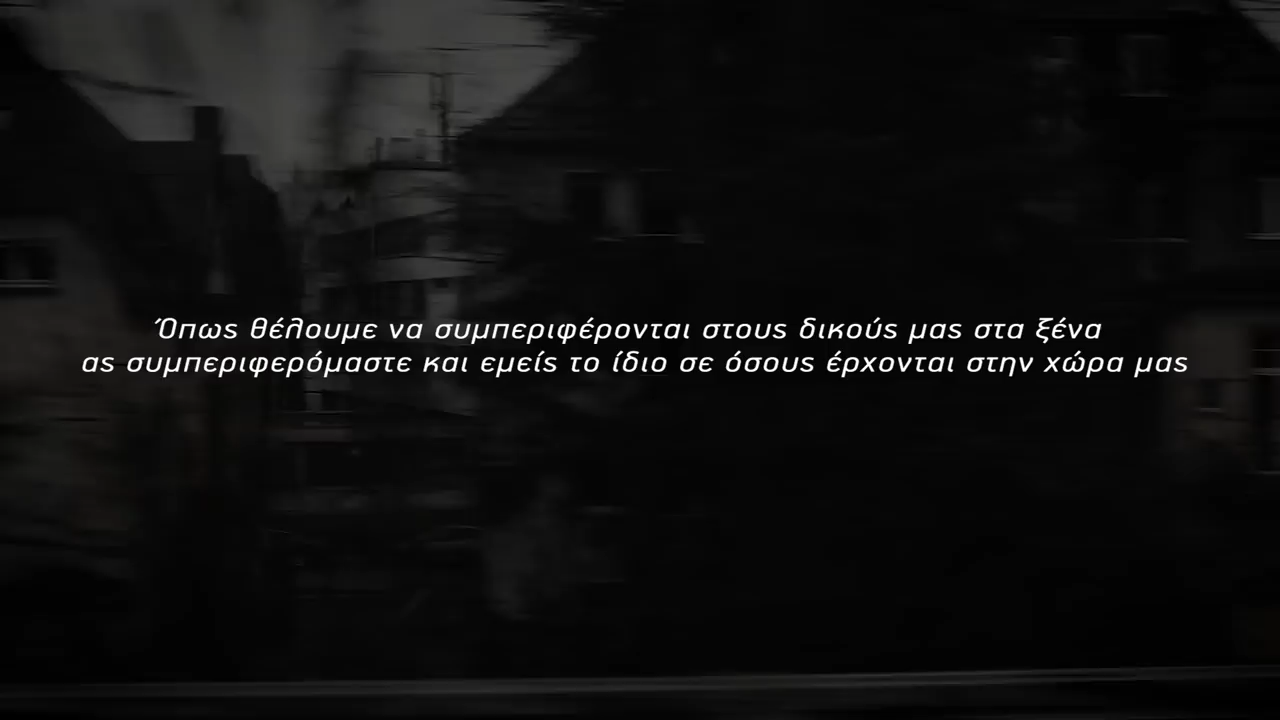 Όπως θέλουμε να συμπεριφέρονται στους δικούς μας στα ξένα
ας συμπεριφερόμαστε και εμείς το ίδιο σε όσους έρχονται στην χώρα μας